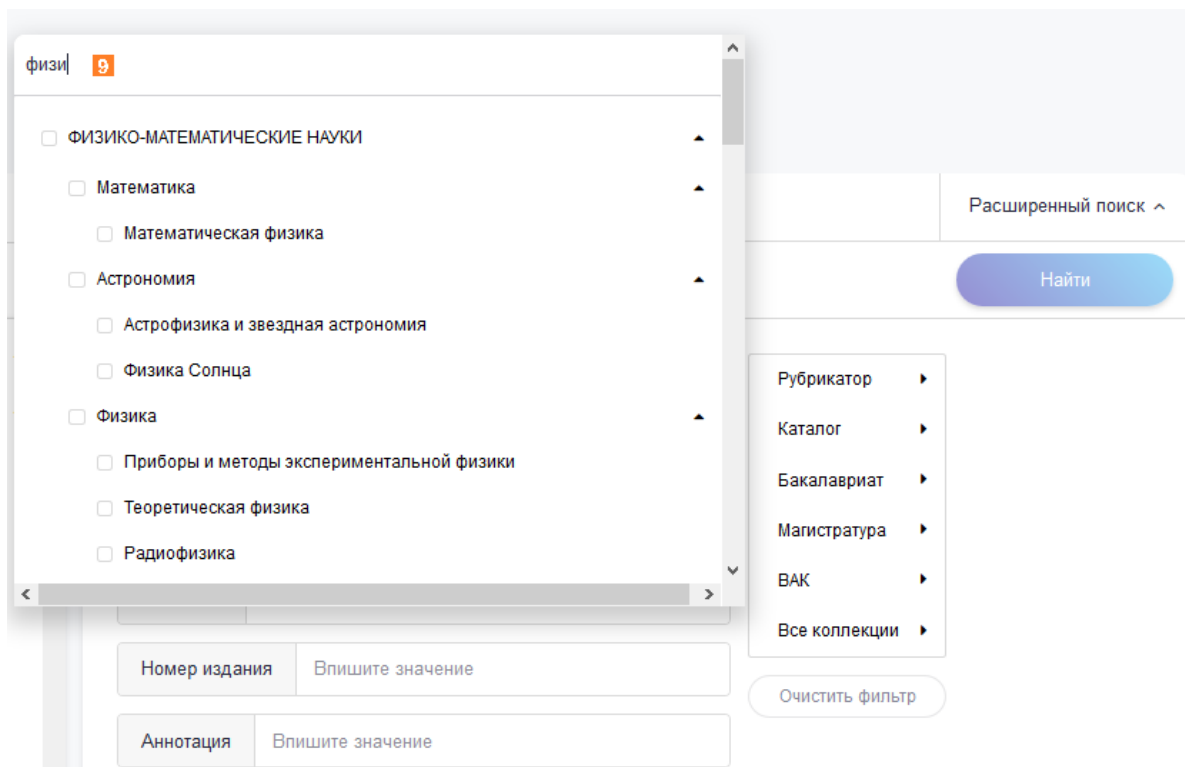 физи 9
ФИЗИКО-МАТЕМАТИЧЕСКИЕ НАУКИ
Математика
Математическая физика
Астрономия
Астрофизика и звездная астрономия
Физика Солнца
Физика
Приборы и методы экспериментальной физики
Теоретическая физика
Радиофизика
Расширенный поиск
Найти
Рубрикатор
Каталог
Бакалавриат
Магистратура
ВАК
Все коллекции
Очистить фильтр
Номер издания Впишите значение
Аннотация Впишите значение